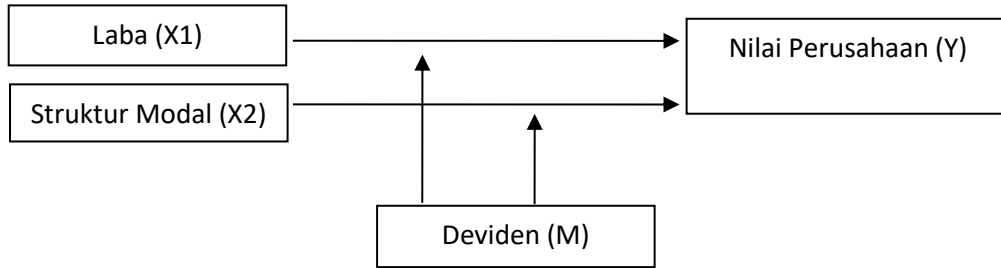 Laba (X1)
Nilai Perusahaan (Y)
Struktur Modal (X2)
Deviden (M)